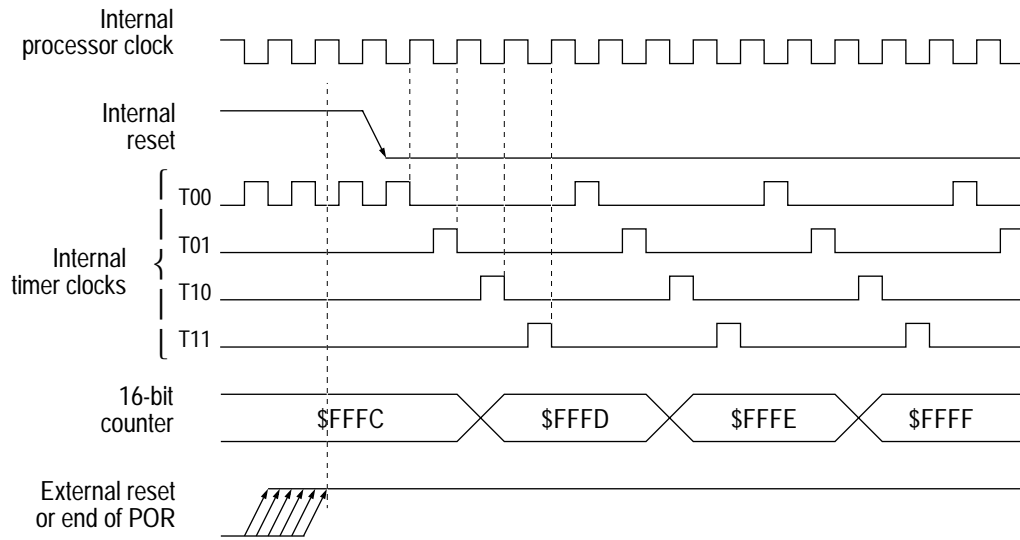 Internal
processor clock
Internal
reset
T00
T01
Internal
timer clocks
T10
T11
16-bit
counter
$FFFC
$FFFD
$FFFE
$FFFF
External reset
or end of POR